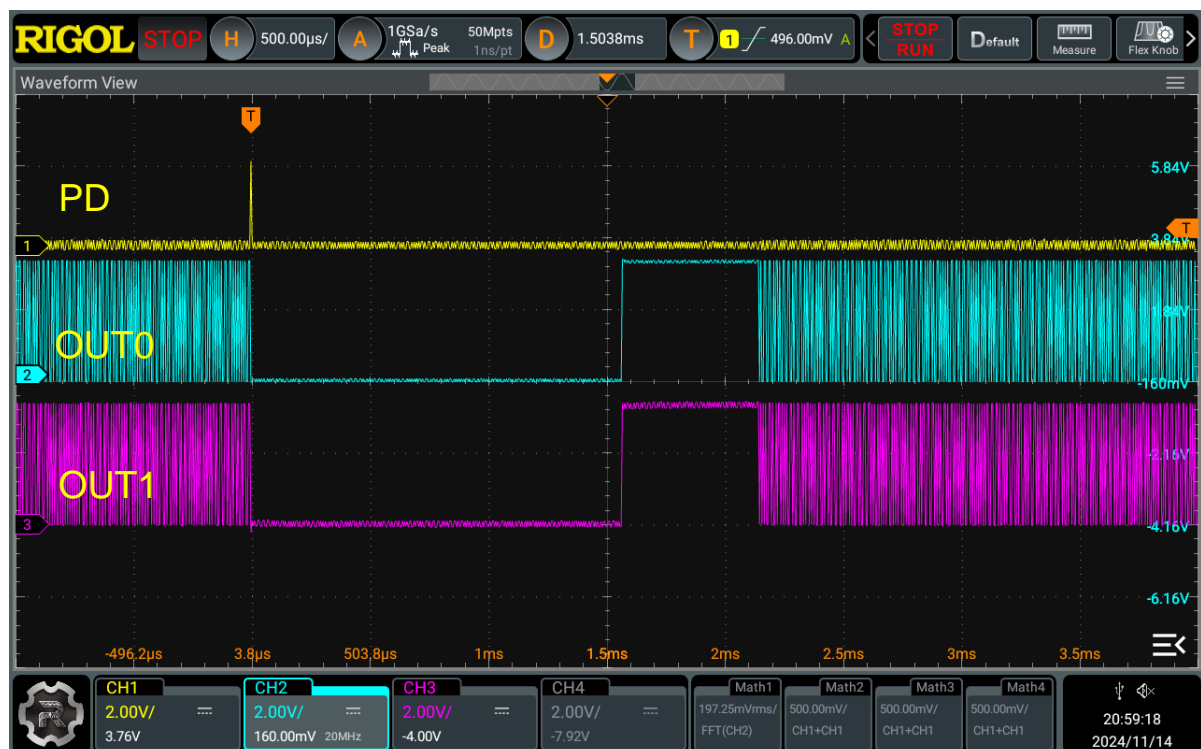 RIGOL STOP H 500.00µs/ A 1GSa/s 50Mpts D 1.5038ms T 1 496.00mV A STOP Default Measure Flex Knob
Peak 1ns/pt RUN
Waveform View
T
5.84V
PD
1
T
3.84V
1.84V
OUT0
2
-160mV
-2.16V
OUT1
3
-4.16V
-6.16V
-496.2µs 3.8µs 503.8µs 1ms 1.5ms 2ms 2.5ms 3ms 3.5ms
CH1 CH2 CH3 CH4 Math1 Math2 Math3 Math4
2.00V/ 2.00V/ 2.00V/ 2.00V/ 197.25mVrms/ 500.00mV/ 500.00mV/ 500.00mV/
3.76V 160.00mV 20MHz -4.00V -7.92V FFT(CH2) CH1+CH1 CH1+CH1 CH1+CH1
R
20:59:18
2024/11/14